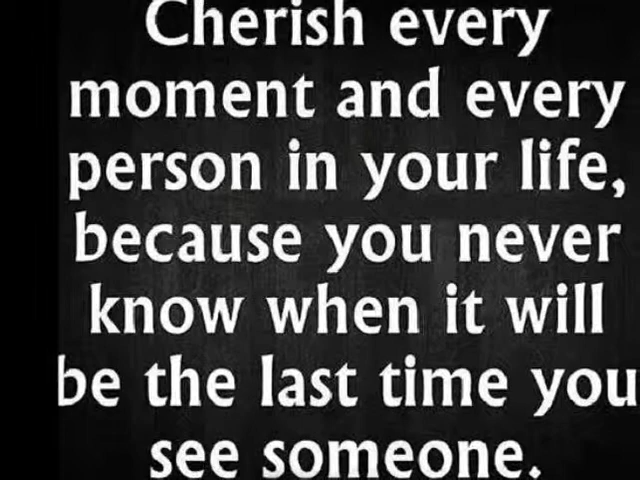 Cherish every
moment and every
person in your life,
because you never
know when it will
be the last time you
see someone.